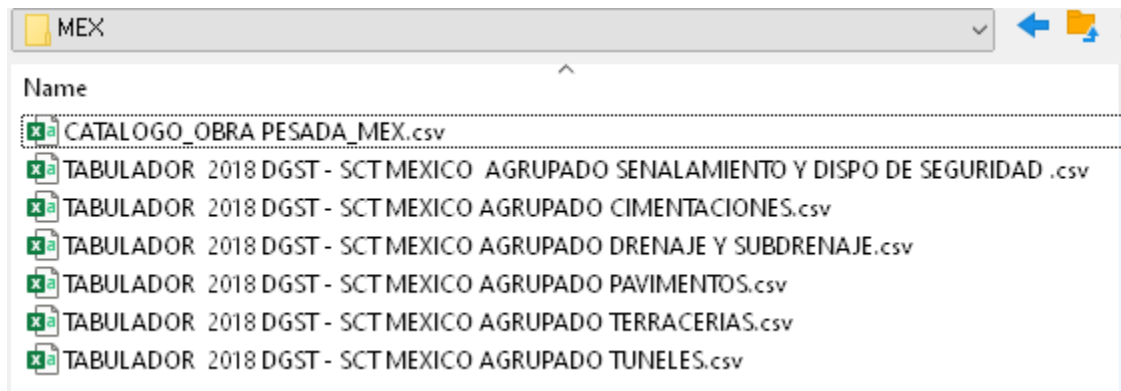 MEX
Name
CATALOGO_OBRA PESADA_MEX.csv
TABULADOR  2018 DGST - SCT MEXICO  AGRUPADO SENALAMIENTO Y DISPO DE SEGURIDAD .csv
TABULADOR  2018 DGST - SCT MEXICO AGRUPADO CIMENTACIONES.csv
TABULADOR  2018 DGST - SCT MEXICO AGRUPADO DRENAJE Y SUBDRENAJE.csv
TABULADOR  2018 DGST - SCT MEXICO AGRUPADO PAVIMENTOS.csv
TABULADOR  2018 DGST - SCT MEXICO AGRUPADO TERRACERIAS.csv
TABULADOR  2018 DGST - SCT MEXICO AGRUPADO TUNELES.csv